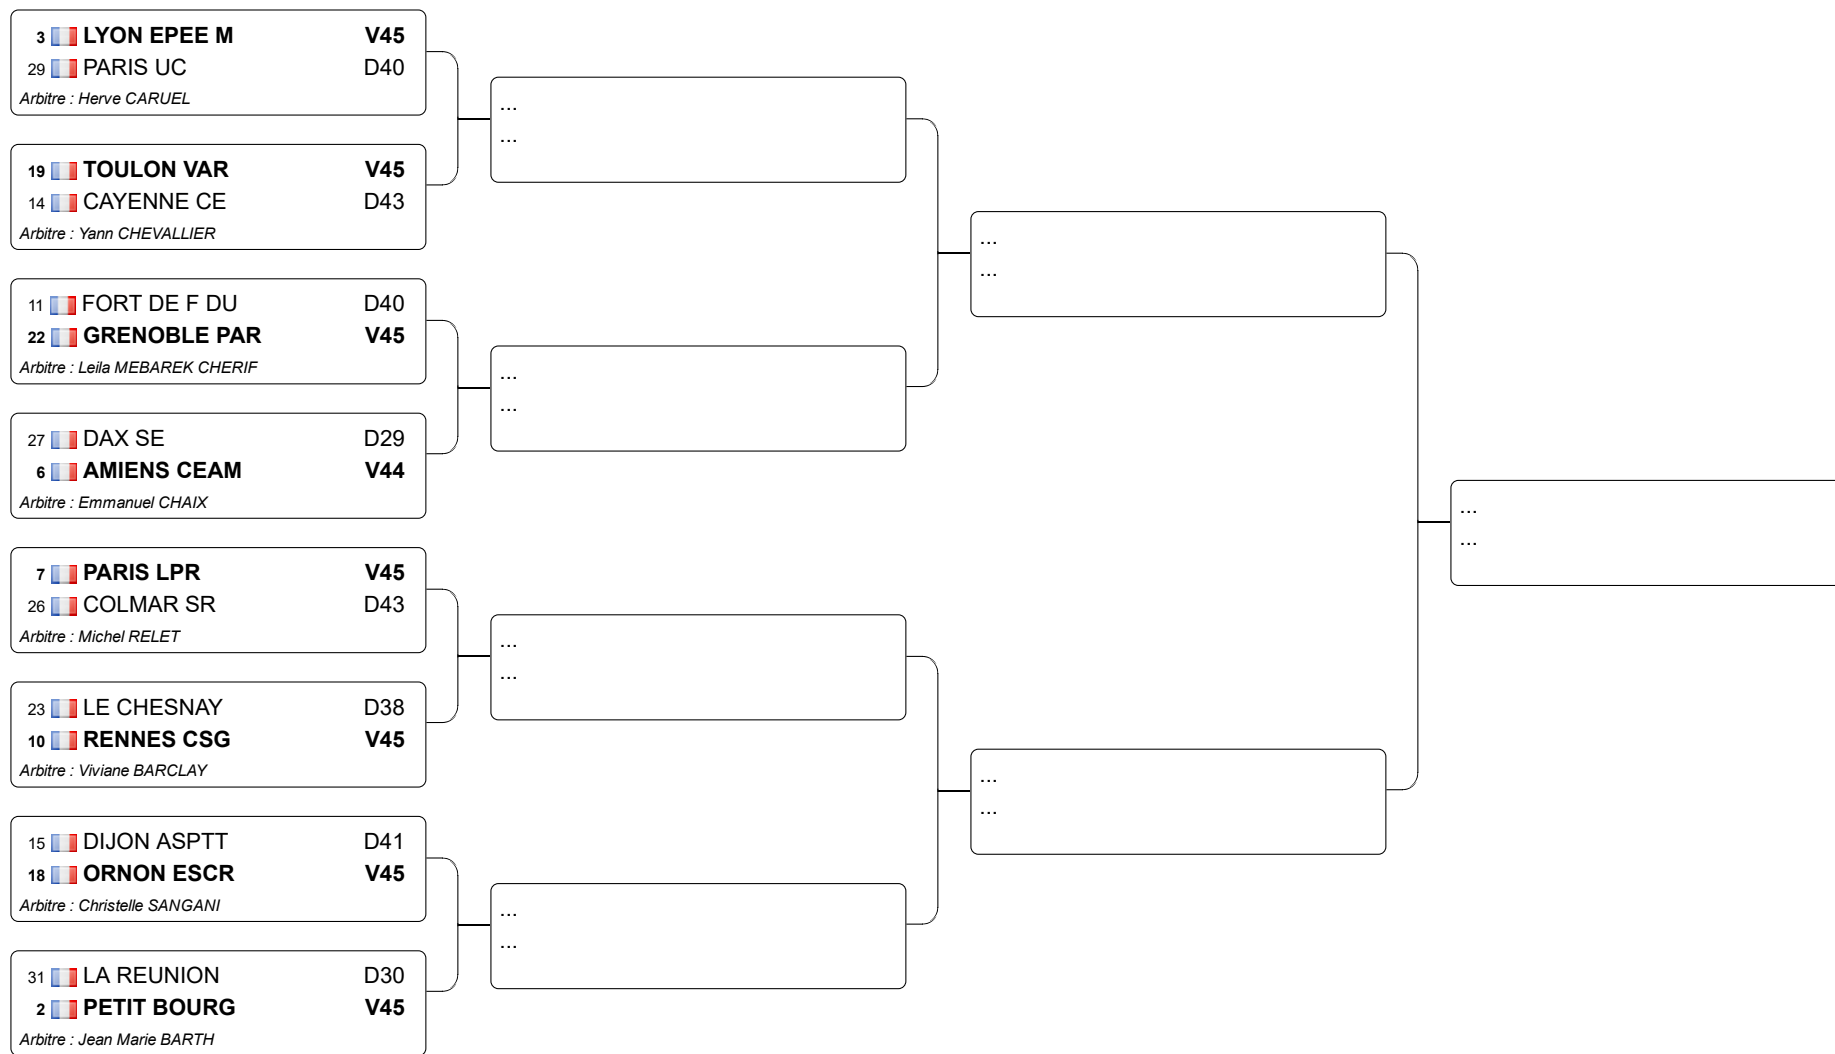 3 LYON EPEE M V45
29 PARIS UC D40
Arbitre : Herve CARUEL
19 TOULON VAR V45
14 CAYENNE CE D43
Arbitre : Yann CHEVALLIER
11 FORT DE F DU D40
22 GRENOBLE PAR V45
Arbitre : Leila MEBAREK CHERIF
27 DAX SE D29
6 AMIENS CEAM V44
Arbitre : Emmanuel CHAIX
7 PARIS LPR V45
26 COLMAR SR D43
Arbitre : Michel RELET
23 LE CHESNAY D38
10 RENNES CSG V45
Arbitre : Viviane BARCLAY
15 DIJON ASPTT D41
18 ORNON ESCR V45
Arbitre : Christelle SANGANI
31 LA REUNION D30
2 PETIT BOURG V45
Arbitre : Jean Marie BARTH
...
...
...
...
...
...
...
...
...
...
...
...
...
...